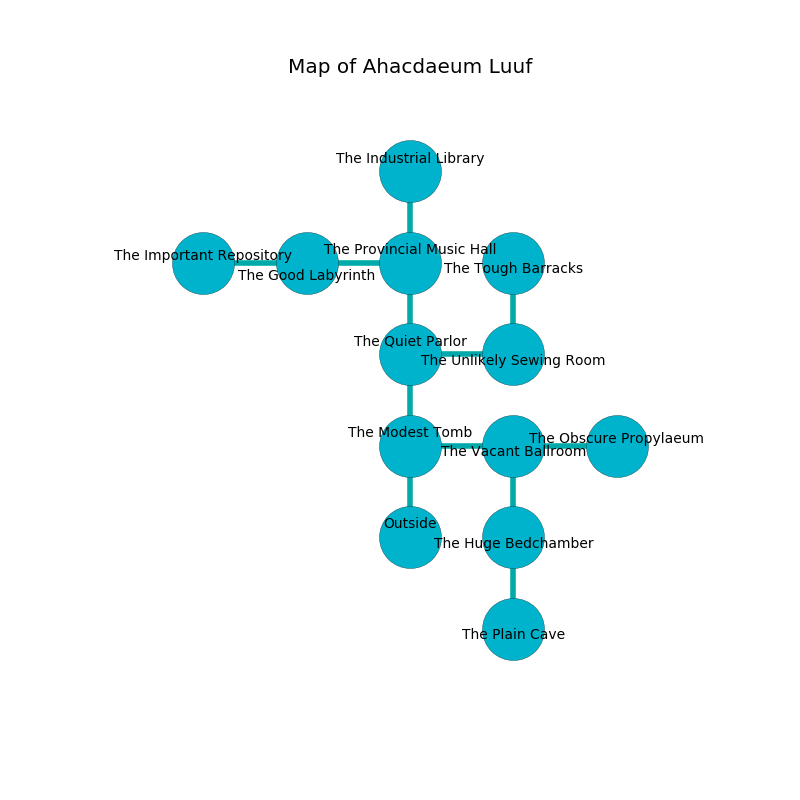 Map of Ahacdaeum Luuf
The Industrial Library
The Provincial Music Hall
The Important Repository
The Tough Barracks
The Good Labyrinth
The Quiet Parlor
The Unlikely Sewing Room
The Modest Tomb
The Obscure Propylaeum
The Vacant Ballroom
Outside
The Huge Bedchamber
The Plain Cave